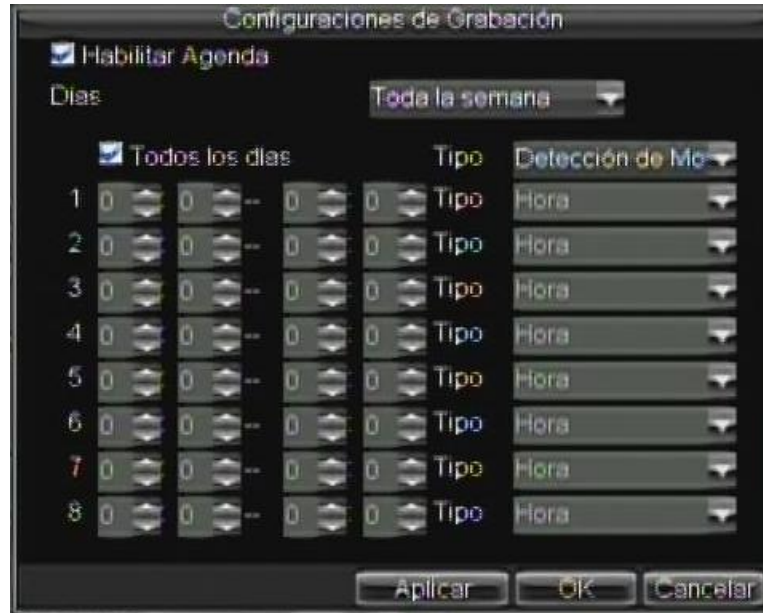 Configuraciones de Grabación
Habilitar Agenda
Dias Toda la semana
Todos los dias Tipo Detección de Mo
1 0 0 -- 0 0 Tipo Hora
2 0 0 -- 0 0 Tipo Hora
3 0 0 -- 0 0 Tipo Hora
4 0 0 -- 0 0 Tipo Hora
5 0 0 -- 0 0 Tipo Hora
6 0 0 -- 0 0 Tipo Hora
7 0 0 -- 0 0 Tipo Hora
8 0 0 -- 0 0 Tipo Hora
Aplicar OK Cancelar